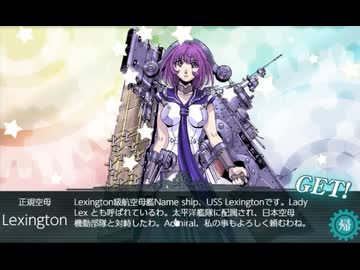 GET!
正規空母
Lexington
Lexington級航空母艦Name ship、USS Lexingtonです。Lady
Lex とも呼ばれているわ。太平洋艦隊に配属され、日本空母
機動部隊と対峙したわ。Admiral、私の事もよろしく頼むわね。
帰